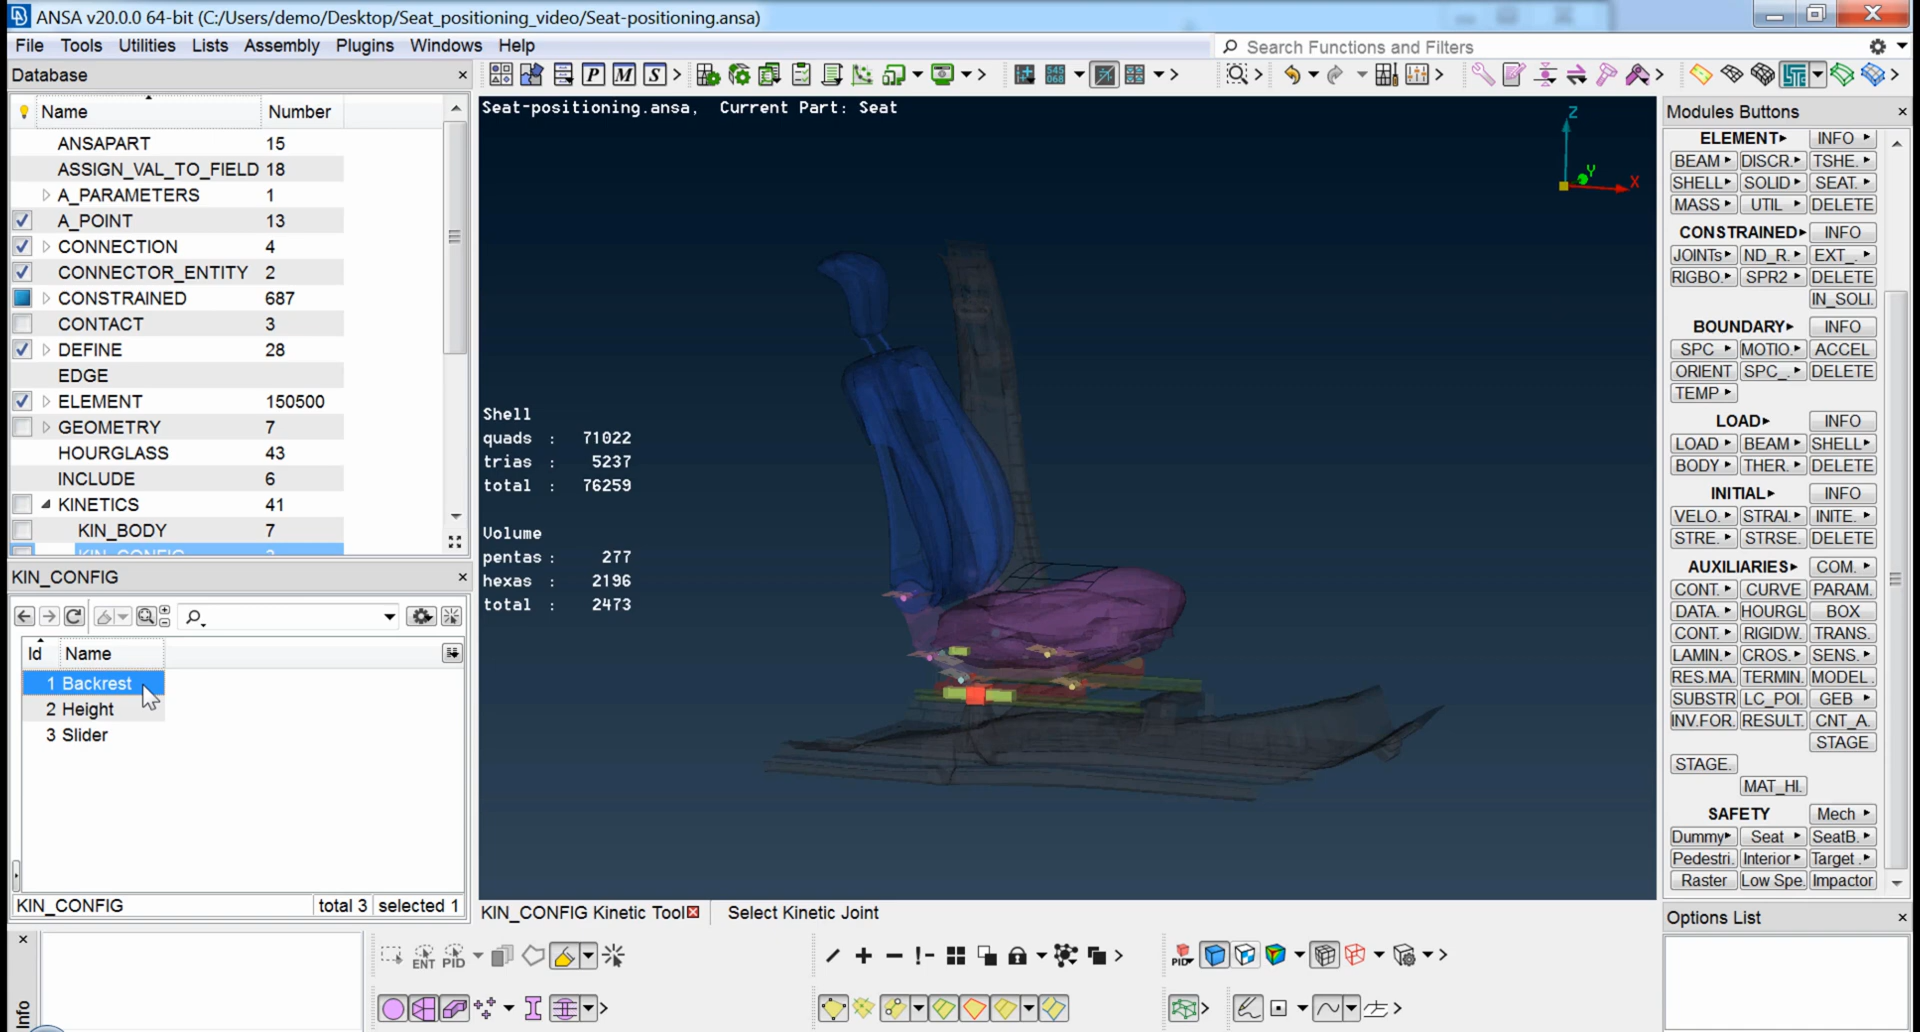 ANSA v20.0.0 64-bit (C:/Users/demo/Desktop/Seat_positioning_video/Seat-positioning.ansa)
File Tools Utilities Lists Assembly Plugins Windows Help
Search Functions and Filters
Database
P M S
Name Number
ANSAPART 15
ASSIGN_VAL_TO_FIELD 18
A_PARAMETERS 1
A_POINT 13
CONNECTION 4
CONNECTOR_ENTITY 2
CONSTRAINED 687
CONTACT 3
DEFINE 28
EDGE
ELEMENT 150500
GEOMETRY 7
HOURGLASS 43
INCLUDE 6
KINETICS 41
KIN_BODY 7
KIN_CONFIG 3
KIN_CONFIG
Id Name
1 Backrest
2 Height
3 Slider
KIN_CONFIG total 3 selected 1
Seat-positioning.ansa, Current Part: Seat
Z
Y
X
Shell
quads : 71022
trias : 5237
total : 76259
Volume
pentas : 277
hexas : 2196
total : 2473
KIN_CONFIG Kinetic Tool Select Kinetic Joint
ENT PID
PID
Info
Modules Buttons
ELEMENT INFO
BEAM DISCR. TSHE.
SHELL SOLID SEAT.
MASS UTIL DELETE
CONSTRAINED INFO
JOINTs ND_R. EXT_.
RIGBO. SPR2 DELETE
IN_SOLI.
BOUNDARY INFO
SPC MOTIO. ACCEL
ORIENT SPC_. DELETE
TEMP
LOAD INFO
LOAD BEAM SHELL
BODY THER. DELETE
INITIAL INFO
VELO. STRAI. INITE.
STRE. STRSE. DELETE
AUXILIARIES COM.
CONT. CURVE PARAM.
DATA. HOURGL BOX
CONT. RIGIDW. TRANS.
LAMIN. CROS. SENS.
RES.MA. TERMIN. MODEL.
SUBSTR LC_POI. GEB
INV.FOR. RESULT. CNT_A.
STAGE
STAGE.
MAT_HI.
SAFETY Mech
Dummy Seat SeatB.
Pedestri. Interior Target.
Raster Low Spe. Impactor
Options List